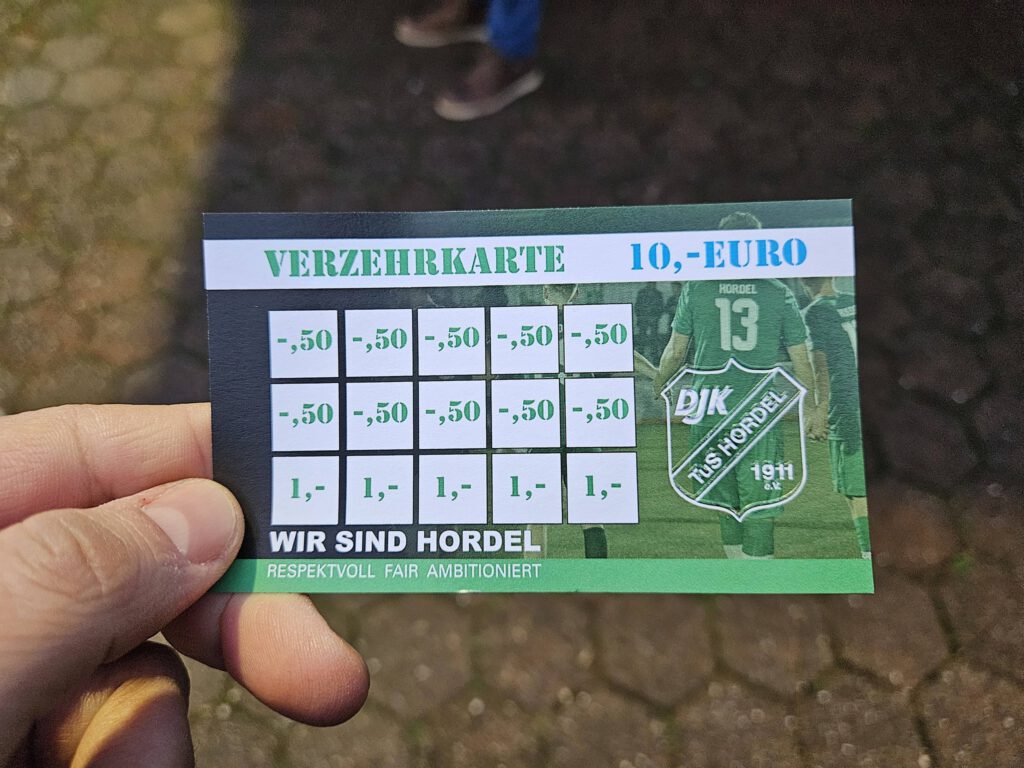 VERZEHRKARTE 10,-EURO
-,50 -,50 -,50 -,50 -,50
-,50 -,50 -,50 -,50 -,50
1,- 1,- 1,- 1,- 1,-
HORDEL
13
DJK
TuS HORDEL
1911
e.V.
WIR SIND HORDEL
RESPEKTVOLL FAIR AMBITIONIERT